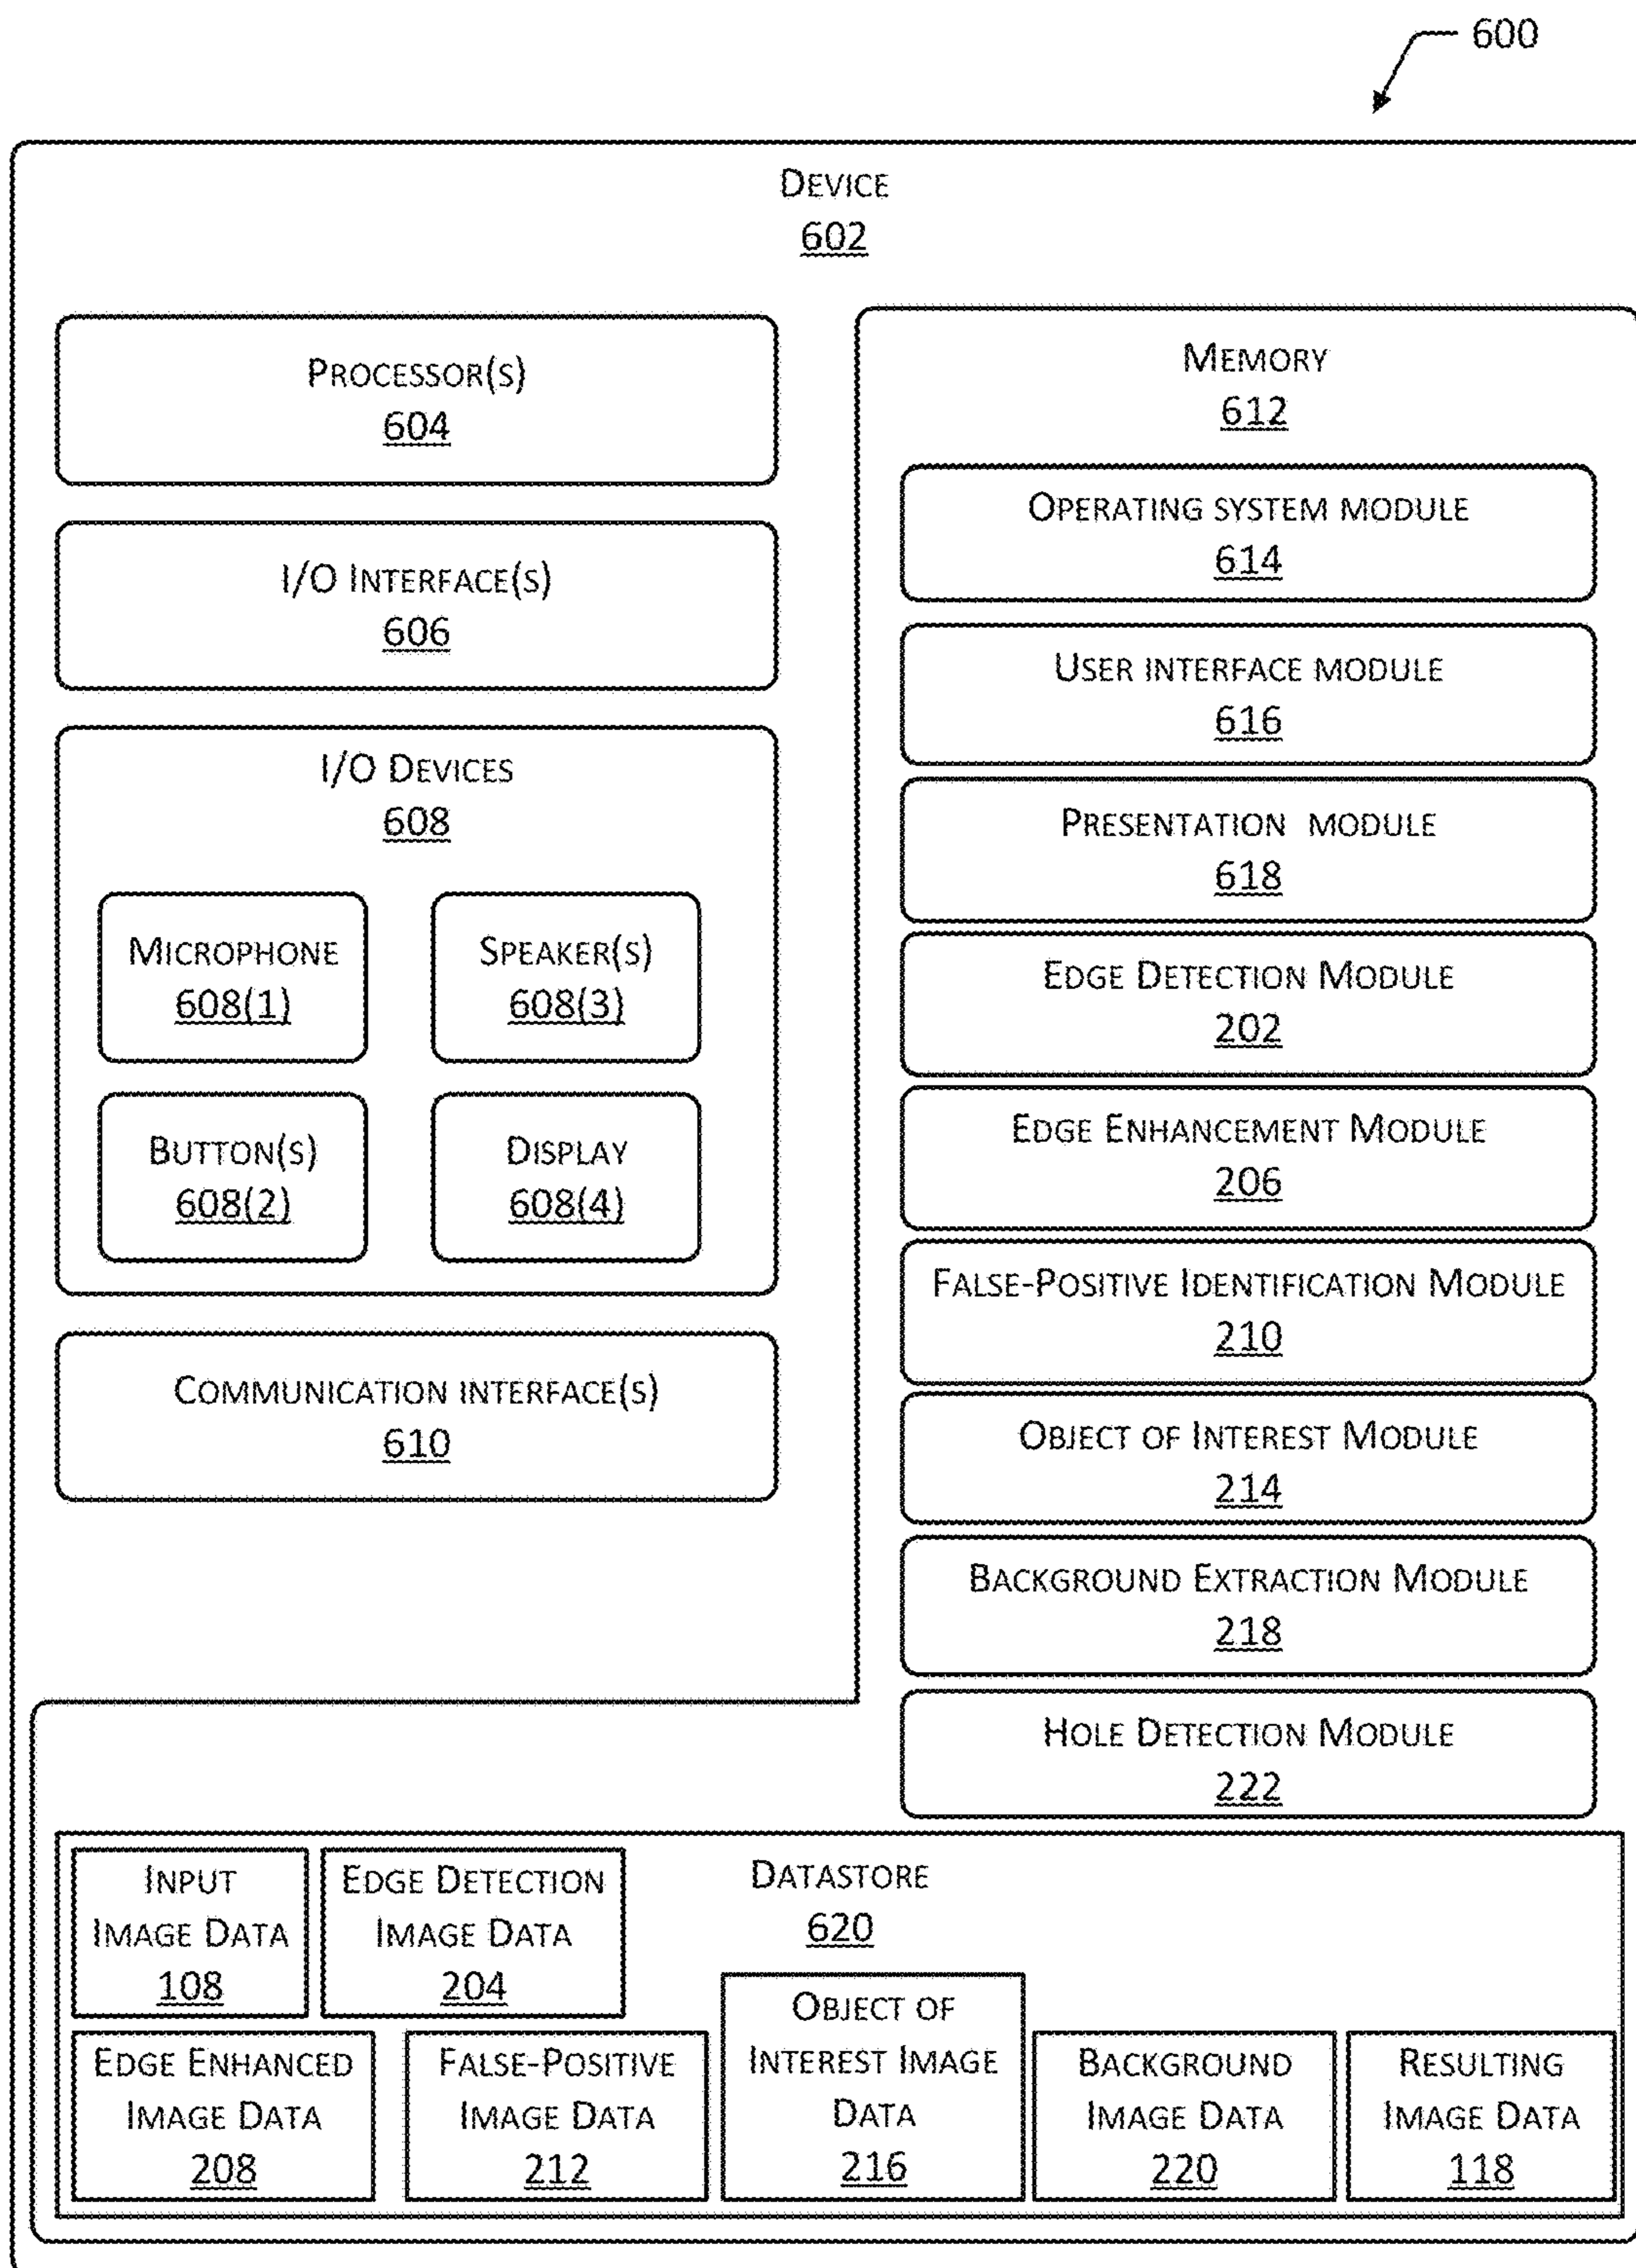 600
DEVICE
602
PROCESSOR(S)
604
I/O INTERFACE(S)
606
I/O DEVICES
608
MICROPHONE
608(1)
SPEAKER(S)
608(3)
BUTTON(S)
608(2)
DISPLAY
608(4)
COMMUNICATION INTERFACE(S)
610
MEMORY
612
OPERATING SYSTEM MODULE
614
USER INTERFACE MODULE
616
PRESENTATION MODULE
618
EDGE DETECTION MODULE
202
EDGE ENHANCEMENT MODULE
206
FALSE-POSITIVE IDENTIFICATION MODULE
210
OBJECT OF INTEREST MODULE
214
BACKGROUND EXTRACTION MODULE
218
HOLE DETECTION MODULE
222
DATASTORE
620
INPUT
IMAGE DATA
108
EDGE DETECTION
IMAGE DATA
204
EDGE ENHANCED
IMAGE DATA
208
FALSE-POSITIVE
IMAGE DATA
212
OBJECT OF
INTEREST IMAGE
DATA
216
BACKGROUND
IMAGE DATA
220
RESULTING
IMAGE DATA
118